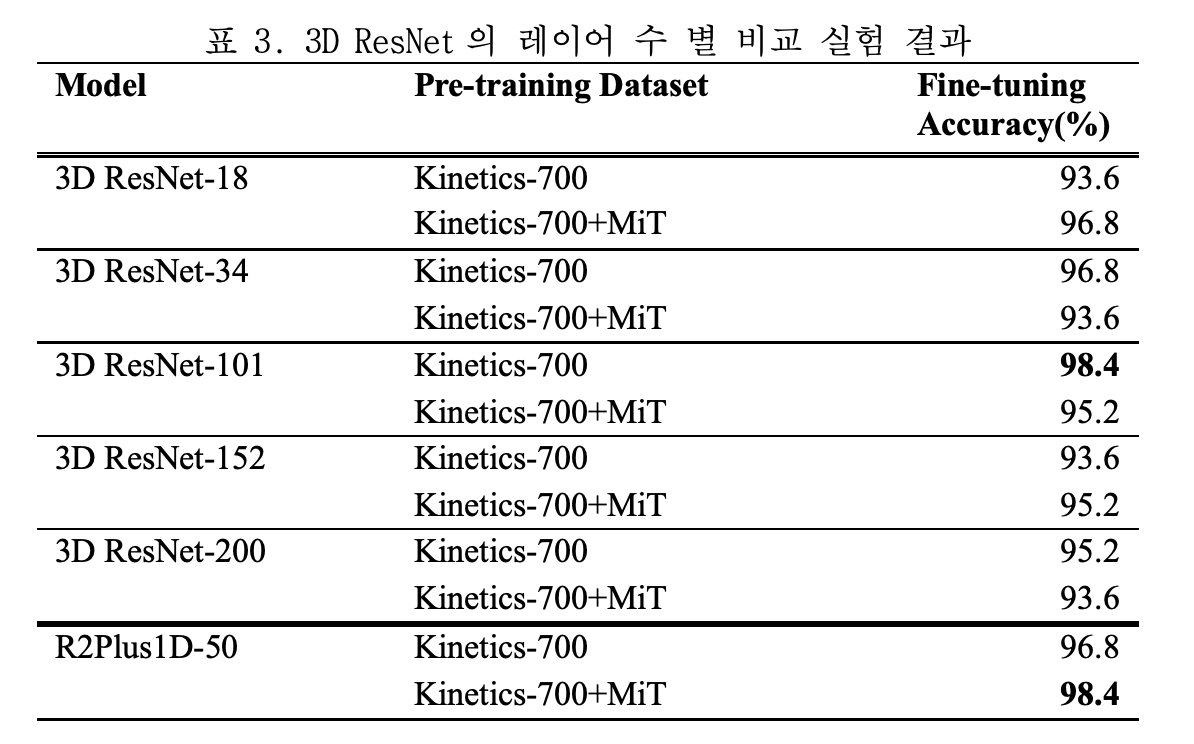 표 3. 3D ResNet 의 레이어 수 별 비교 실험 결과
Model Pre-training Dataset Fine-tuning
Accuracy(%)
3D ResNet-18 Kinetics-700 93.6
Kinetics-700+MiT 96.8
3D ResNet-34 Kinetics-700 96.8
Kinetics-700+MiT 93.6
3D ResNet-101 Kinetics-700 98.4
Kinetics-700+MiT 95.2
3D ResNet-152 Kinetics-700 93.6
Kinetics-700+MiT 95.2
3D ResNet-200 Kinetics-700 95.2
Kinetics-700+MiT 93.6
R2Plus1D-50 Kinetics-700 96.8
Kinetics-700+MiT 98.4